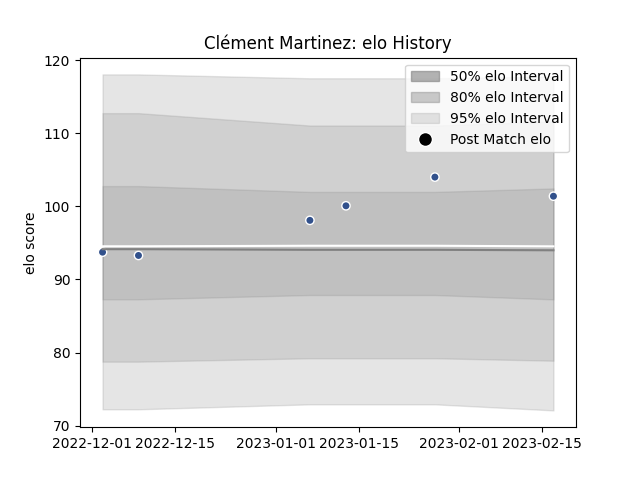 Clément Martinez: elo History
120
110
100
90
80
70
elo score
50% elo Interval
80% elo Interval
95% elo Interval
Post Match elo
2022-12-01 2022-12-15 2023-01-01 2023-01-15 2023-02-01 2023-02-15